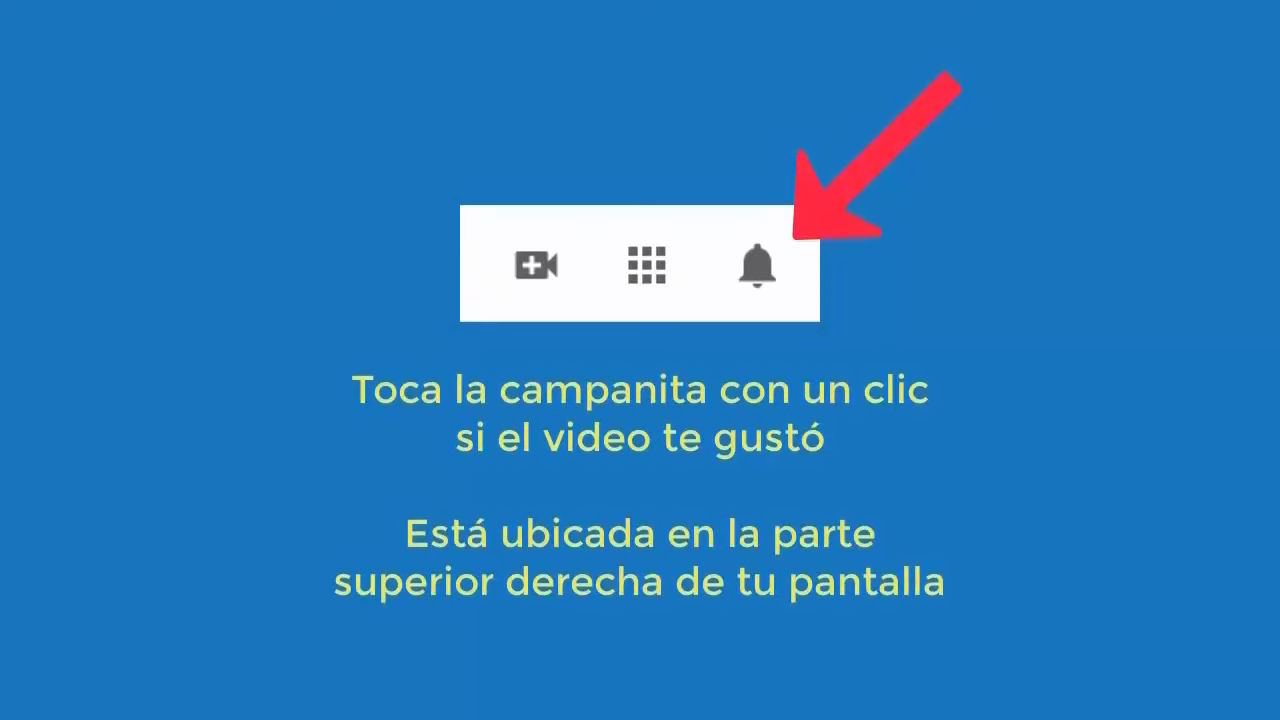 Toca la campanita con un clic
si el video te gustó
Está ubicada en la parte
superior derecha de tu pantalla